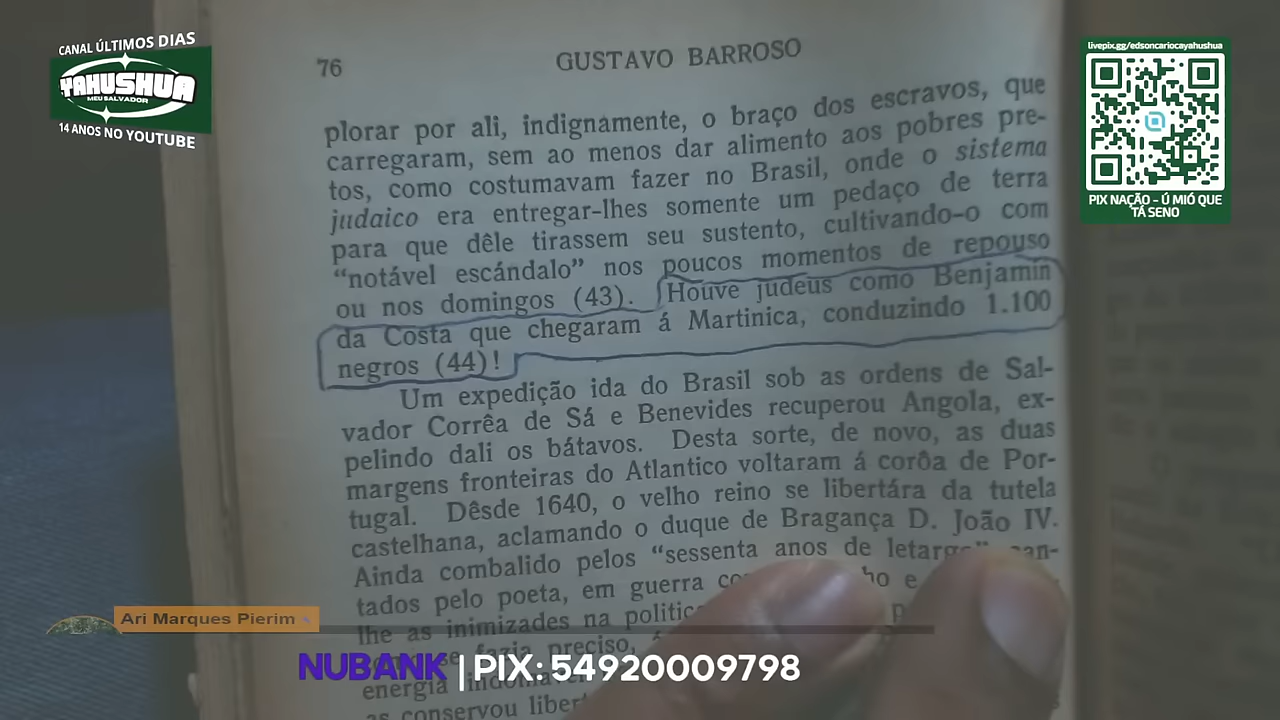 CANAL ÚLTIMOS DIAS
YAHUSHUA
MEU SALVADOR
14 ANOS NO YOUTUBE
livepix.gg/edsoncariocayahushua
PIX NAÇÃO - Ú MIÓ QUE
TÁ SENO
76 GUSTAVO BARROSO
plorar por ali, indignamente, o braço dos escravos, que
carregaram, sem ao menos dar alimento aos pobres pre-
tos, como costumavam fazer no Brasil, onde o sistema
judaico era entregar-lhes somente um pedaço de terra
para que dêle tirassem seu sustento, cultivando-o com
“notável escándalo” nos poucos momentos de repouso
ou nos domingos (43). Houve judeus como Benjamin
da Costa que chegaram á Martinica, conduzindo 1.100
negros (44)!
Um expedição ida do Brasil sob as ordens de Sal-
vador Corrêa de Sá e Benevides recuperou Angola, ex-
pelindo dali os bátavos. Desta sorte, de novo, as duas
margens fronteiras do Atlantico voltaram á corôa de Por-
tugal. Dêsde 1640, o velho reino se libertára da tutela
castelhana, aclamando o duque de Bragança D. João IV.
Ainda combalido pelos “sessenta anos de
tados pelo poeta, em guerra
lhe as inimizades na
preciso,
energia
as conservou
Ari Marques Pierim
NUBANK | PIX: 54920009798